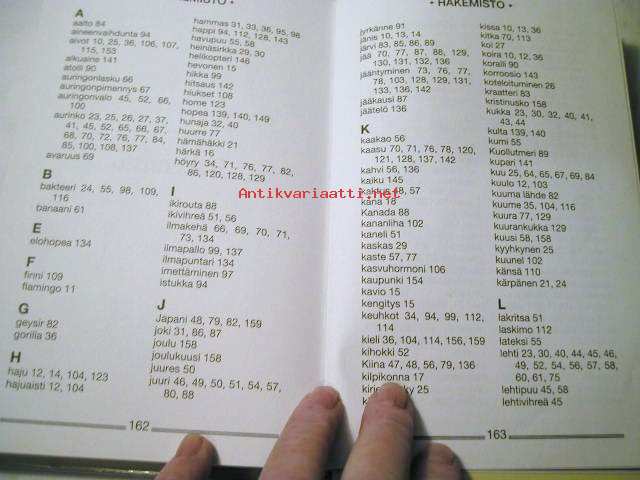 HAKEMISTO
A
aalto 84
aineenvaihdunta 94
aivot 10, 25, 36, 106, 107,
115, 153
alkuaine 141
atolli 90
auringonlasku 66
auringonpimennys 67
auringonvalo 45, 52, 66,
100
aurinko 23, 25, 26, 27, 37,
41, 45, 52, 65, 66, 67,
68, 70, 72, 76, 77, 84,
85, 100, 108, 137
avaruus 69
B
bakteeri 24, 55, 98, 109,
116
banaani 61
E
elohopea 134
F
finni 109
flamingo 11
G
geysir 82
gorilla 36
H
haju 12, 14, 104, 123
hajuaisti 12, 104
hammas 31, 33, 36, 95, 96
happi 94, 112, 128, 143
havupuu 55, 58
heinäsirkka 29, 30
helikopteri 146
hevonen 15
hiikka 99
hitsaus 142
hiukset 108
home 123
hopea 139, 140, 149
hunaja 32, 40
huurre 77
hämähäkki 21
härkä 16
höyry 34, 71, 76, 77, 82,
86, 120, 128, 129
I
ikirouta 88
ikivihreä 51, 56
ilmakehä 66, 69, 70, 71,
73, 134
ilmapallo 99, 137
ilmapuntari 134
imettäminen 97
istukka 94
J
Japani 48, 79, 82, 159
joki 31, 86, 87
joulu 158
joulukuusi 158
juures 50
juuri 46, 49, 50, 51, 54, 57,
80, 88
162
• HAKEMISTO •
jyrkänne 91
jänis 10, 13, 14
järvi 83, 85, 86, 89
jää 70, 77, 87, 88, 129,
130, 131, 132, 136
jäähtyminen 73, 76, 77,
78, 103, 128, 129, 131,
133, 136, 142
jääkausi 87
jäätelö 136
K
kaakao 56
kaasu 70, 71, 76, 78, 120,
121, 128, 137, 142
kahvi 56, 136
kaiku 145
kaktus 48, 57
kana 18
Kanada 88
kananliha 102
kaneli 51
kaskas 29
kaste 57, 77
kasvuhormoni 106
kaupunki 154
kavio 15
kengitys 15
keuhkot 34, 94, 99, 112,
114
kieli 36, 104, 114, 156, 159
kihokki 52
Kiina 47, 48, 56, 79, 136
kilpikonna 17
25
kissa 10, 13, 36
kitka 70, 113
koi 27
koira 10, 12, 36
koralli 90
korroosio 143
koteloituminen 26
kraatteri 83
kristinusko 158
kukka 23, 30, 32, 40, 41,
43, 44
kulta 139, 140
kumi 55
Kuollutmeri 89
kupari 141
kuu 25, 64, 65, 67, 69, 84
kuulo 12, 103
kuuma lähde 82
kuume 35, 104, 116
kuura 77, 129
kuurankukka 129
kuusi 58, 158
kyyhkynen 25
kuunel 102
känsä 110
kärpänen 21, 24
L
lakritsa 51
laskimo 112
lateksi 55
lehti 23, 30, 40, 44, 45, 46,
49, 52, 54, 56, 57, 58,
60, 61, 75
lehtipuu 45, 58
lehtivihreä 45
163
Antikvariaatti.net